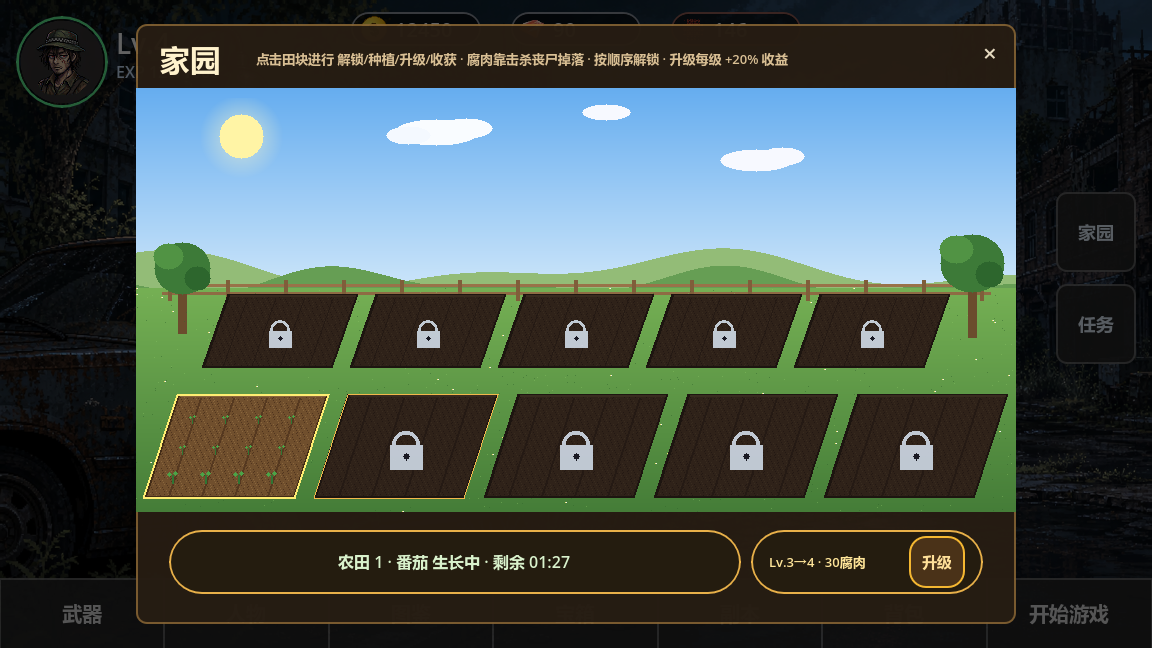 家园
点击田块进行 解锁/种植/升级/收获 · 腐肉靠击杀丧尸掉落 · 按顺序解锁 · 升级每级 +20% 收益
×
Lv
EX
家园
任务
农田 1 · 番茄 生长中 · 剩余 01:27
Lv.3→4 · 30腐肉
升级
武器
开始游戏